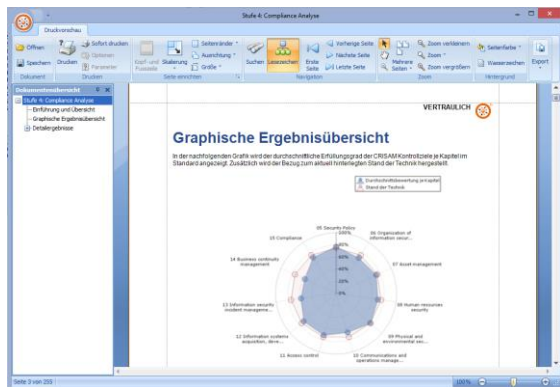 Stufe 4: Compliance Analyse
Druckvorschau
Öffnen
Speichern
Dokument
Drucken
Sofort drucken
Optionen
Parameter
Drucken
Kopf- und Fusszeile
Skalierung
Seitenränder
Ausrichtung
Größe
Seite einrichten
Suchen
Lesezeichen
Erste Seite
Vorherige Seite
Nächste Seite
Letzte Seite
Navigation
Mehrere Seiten
Zoom verkleinern
Zoom
Zoom vergrößern
Zoom
Seitenfarbe
Wasserzeichen
Hintergrund
Export
Dokumentenübersicht
Stufe 4: Compliance Analyse
Einführung und Übersicht
Graphische Ergebnisübersicht
Detailergebnisse
VERTRAULICH
Graphische Ergebnisübersicht
In der nachfolgenden Grafik wird der durchschnittliche Erfüllungsgrad der CRISAM Kontrollziele je Kapitel im
Standard angezeigt. Zusätzlich wird der Bezug zum aktuell hinterlegten Stand der Technik hergestellt.
Durchschnittsbewertung je Kapitel
Stand der Technik
05 Security Policy
100%
80%
60%
40%
20%
0%
06 Organization of
information secur...
07 Asset management
08 Human resources
security
09 Physical and
environmental sec...
10 Communications and
operations manage...
11 Access control
12 Information systems
acquisition, deve...
13 Information security
incident manageme...
14 Business continuity
management
15 Compliance
Seite 3 von 255
100%